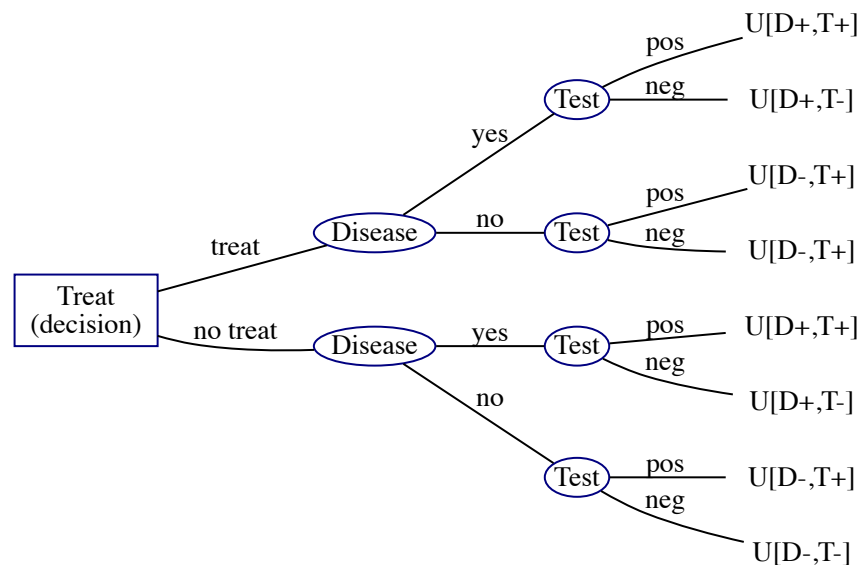 U[D+,T+]
pos
Test
neg
U[D+,T-]
yes
U[D-,T+]
pos
treat
Disease
no
Test
neg
U[D-,T+]
Treat
(decision)
no treat
Disease
yes
Test
pos
U[D+,T+]
neg
no
U[D+,T-]
Test
pos
U[D-,T+]
neg
U[D-,T-]